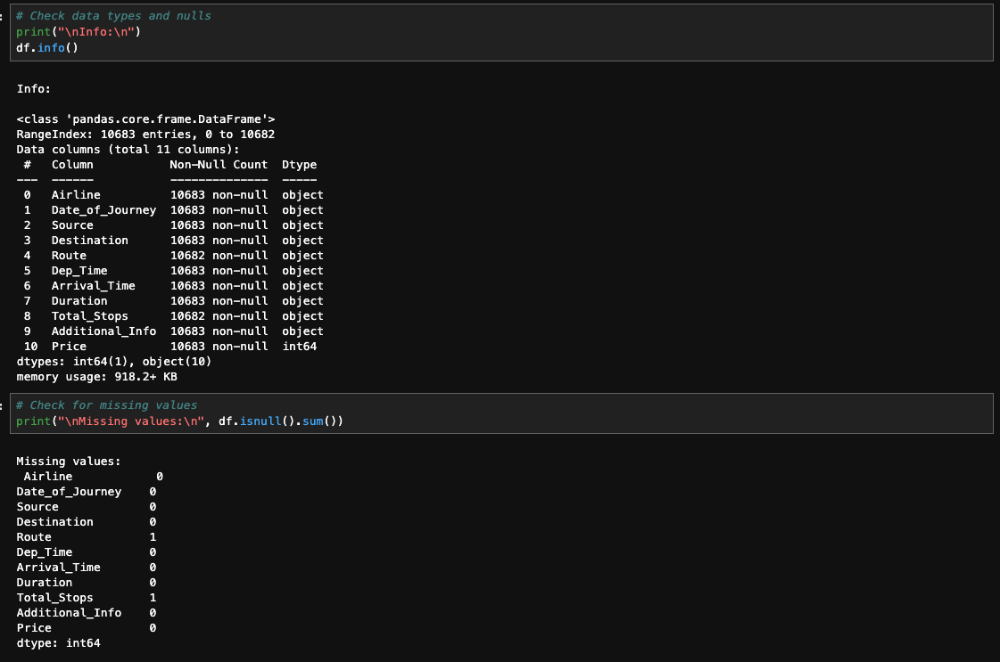 # Check data types and nulls
print("\nInfo:\n")
df.info()
Info:
<class 'pandas.core.frame.DataFrame'>
RangeIndex: 10683 entries, 0 to 10682
Data columns (total 11 columns):
 #   Column           Non-Null Count  Dtype
---  ------           --------------  -----
 0   Airline          10683 non-null  object
 1   Date_of_Journey  10683 non-null  object
 2   Source           10683 non-null  object
 3   Destination      10683 non-null  object
 4   Route            10682 non-null  object
 5   Dep_Time         10683 non-null  object
 6   Arrival_Time     10683 non-null  object
 7   Duration         10683 non-null  object
 8   Total_Stops      10682 non-null  object
 9   Additional_Info  10683 non-null  object
 10  Price            10683 non-null  int64
dtypes: int64(1), object(10)
memory usage: 918.2+ KB
# Check for missing values
print("\nMissing values:\n", df.isnull().sum())
Missing values:
 Airline            0
Date_of_Journey    0
Source             0
Destination        0
Route              1
Dep_Time           0
Arrival_Time       0
Duration           0
Total_Stops        1
Additional_Info    0
Price              0
dtype: int64